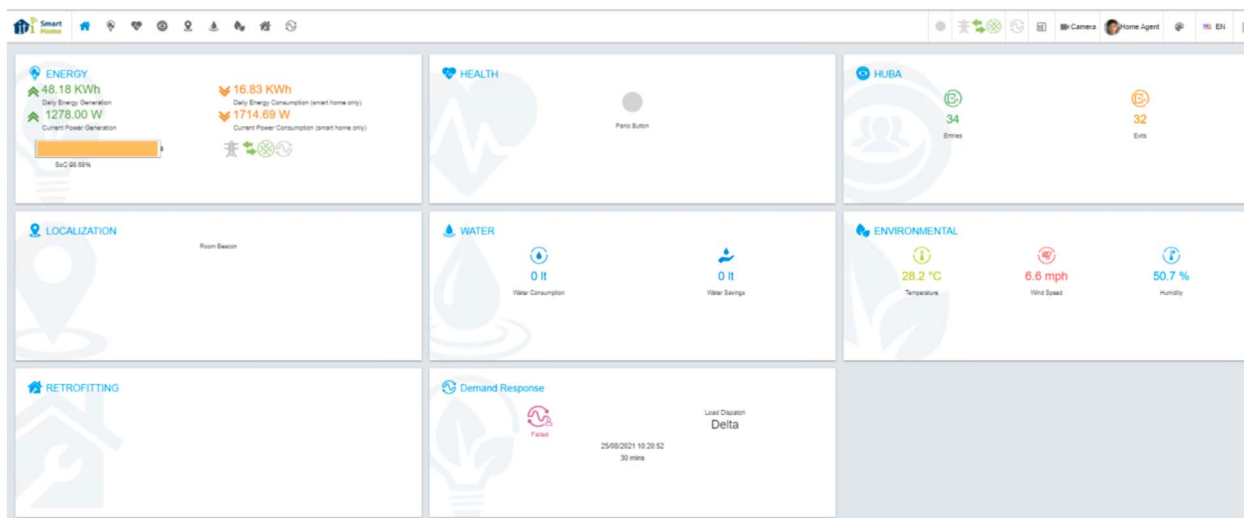 Smart
Home
Camera
Home Agent
EN
ENERGY
48.18 KWh
Daily Energy Generation
1278.00 W
Current Power Generation
16.83 KWh
Daily Energy Consumption (smart home only)
1714.69 W
Current Power Consumption (smart home only)
SoC 98.68%
HEALTH
Panic Button
HUBA
34
Entries
32
Exits
LOCALIZATION
Room Beacon
WATER
0 lt
Water Consumption
0 lt
Water Savings
ENVIRONMENTAL
28.2 °C
Temperature
6.6 mph
Wind Speed
50.7 %
Humidity
RETROFITTING
Demand Response
Failed
25/08/2021 10:20:52
30 mins
Load Dispatch
Delta